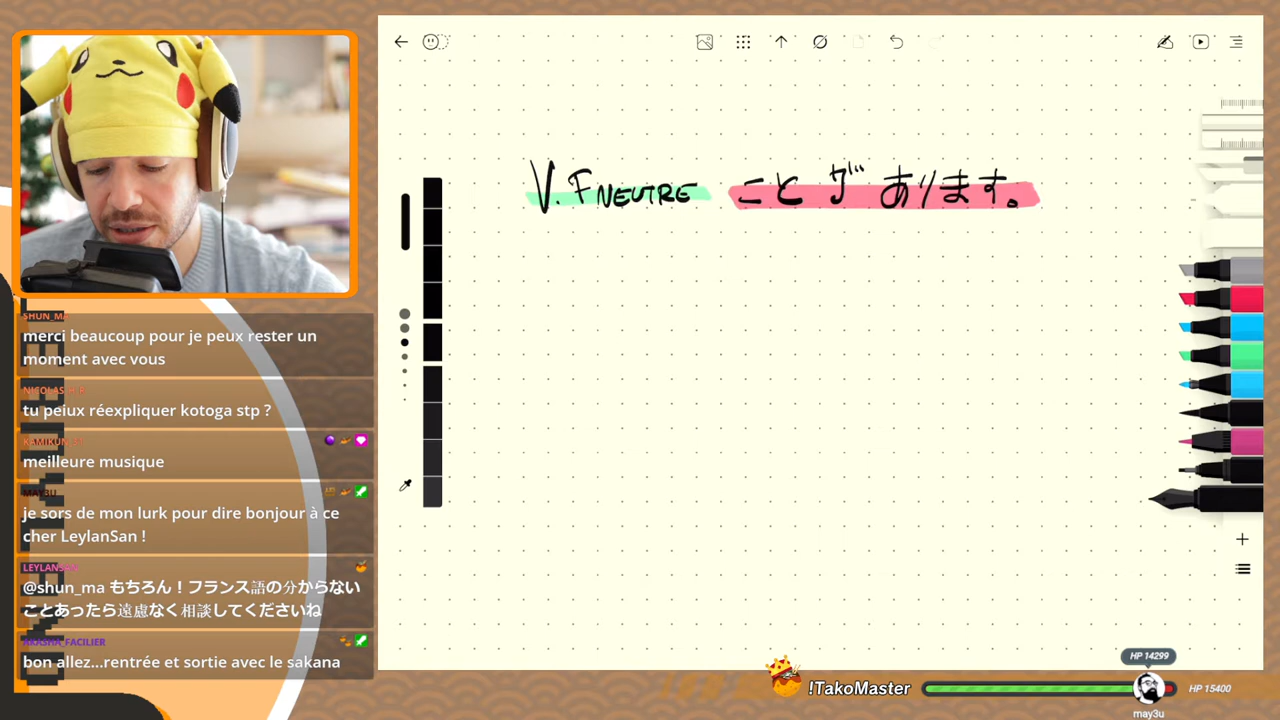 V. F NEUTRE ことがあります。
merci beaucoup pour je peux rester un
moment avec vous
tu peiux réexpliquer kotoga stp ?
meilleure musique
MAY3U
je sors de mon lurk pour dire bonjour à ce
cher LeylanSan !
@shun_ma もちろん！フランス語の分からない
ことあったら遠慮なく相談してくださいね
AKASHA_FACILIER
bon allez...rentrée et sortie avec le sakana
HP 14299
!TakoMaster
HP 15400
may3u